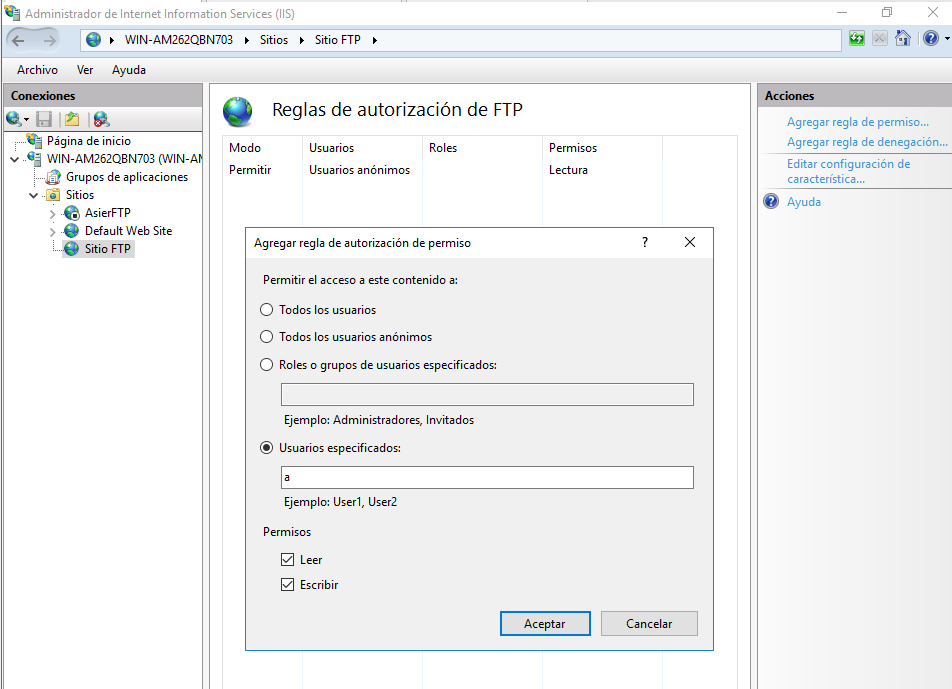 Administrador de Internet Information Services (IIS)
WIN-AM262QBN703 Sitios Sitio FTP
Archivo Ver Ayuda
Conexiones
Página de inicio
WIN-AM262QBN703 (WIN-AM
Grupos de aplicaciones
Sitios
AsierFTP
Default Web Site
Sitio FTP
Reglas de autorización de FTP
Modo Usuarios Roles Permisos
Permitir Usuarios anónimos Lectura
Agregar regla de autorización de permiso
?
Permitir el acceso a este contenido a:
Todos los usuarios
Todos los usuarios anónimos
Roles o grupos de usuarios especificados:
Ejemplo: Administradores, Invitados
Usuarios especificados:
a
Ejemplo: User1, User2
Permisos
Leer
Escribir
Aceptar Cancelar
Acciones
Agregar regla de permiso...
Agregar regla de denegación...
Editar configuración de
característica...
Ayuda